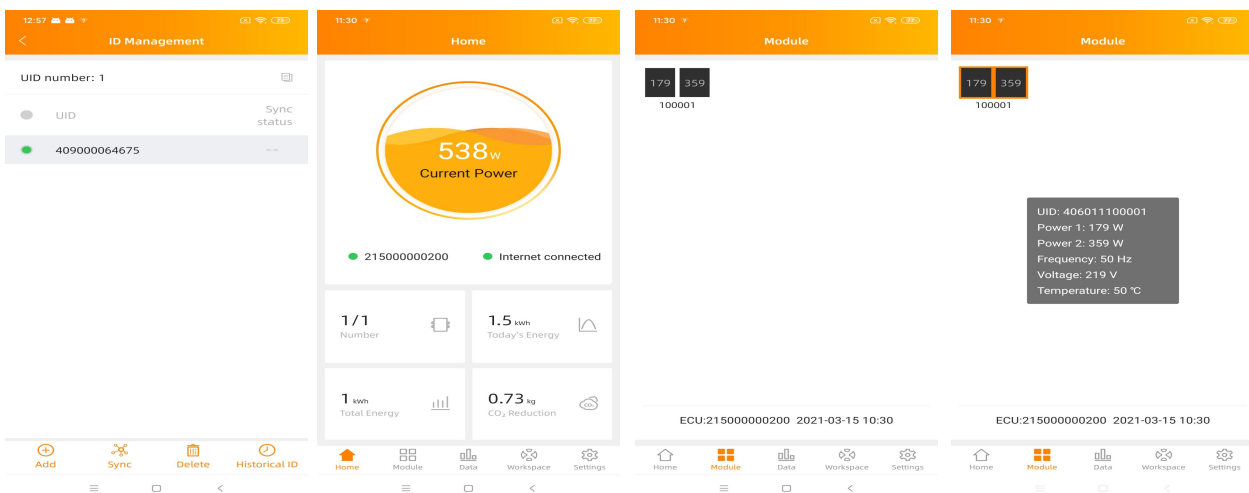 12:57
ID Management
UID number: 1
UID
Sync
status
409000064675
--
Add
Sync
Delete
Historical ID
11:30
Home
538W
Current Power
215000000200
Internet connected
1/1
Number
1.5 kWh
Today's Energy
1 kWh
Total Energy
0.73 kg
CO₂ Reduction
Home
Module
Data
Workspace
Settings
11:30
Module
179
359
100001
ECU:215000000200 2021-03-15 10:30
Home
Module
Data
Workspace
Settings
11:30
Module
179
359
100001
UID: 406011100001
Power 1: 179 W
Power 2: 359 W
Frequency: 50 Hz
Voltage: 219 V
Temperature: 50 ℃
ECU:215000000200 2021-03-15 10:30
Home
Module
Data
Workspace
Settings